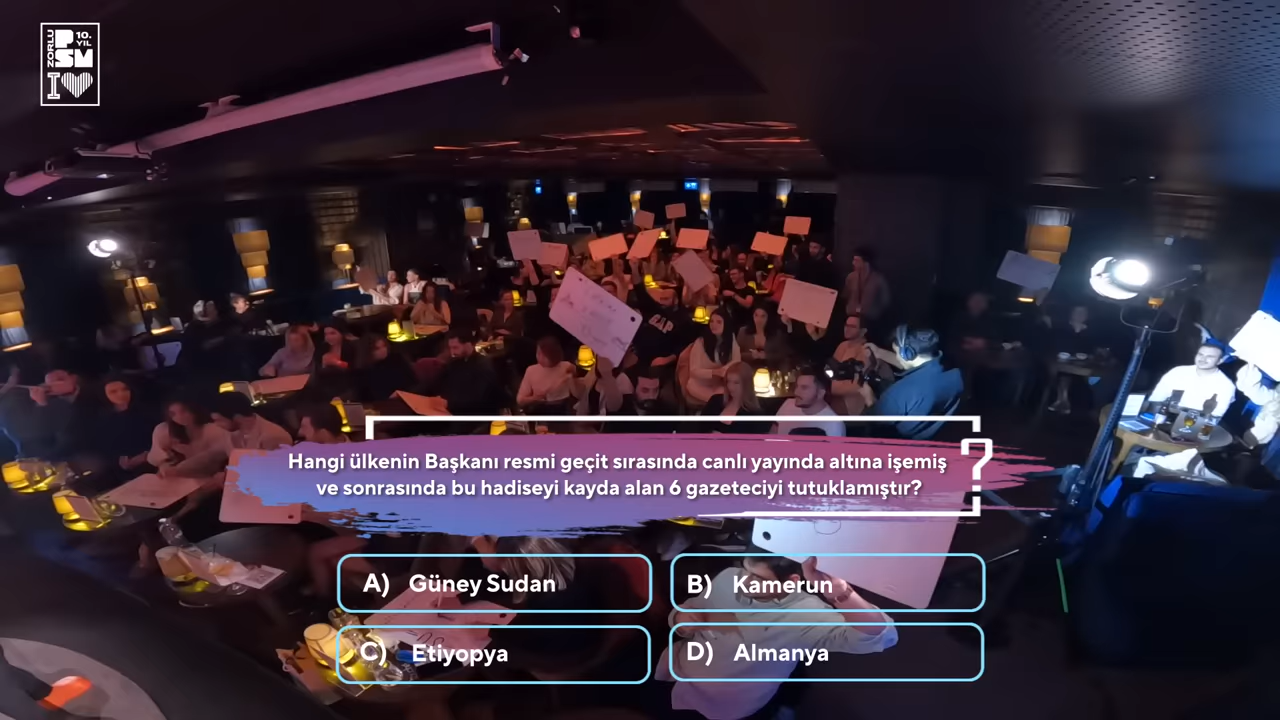 ZORLU
PSM
10.
YIL
I
Hangi ülkenin Başkanı resmi geçit sırasında canlı yayında altına işemiş
ve sonrasında bu hadiseyi kayda alan 6 gazeteciyi tutuklamıştır?
?
A) Güney Sudan
B) Kamerun
C) Etiyopya
D) Almanya
GAP